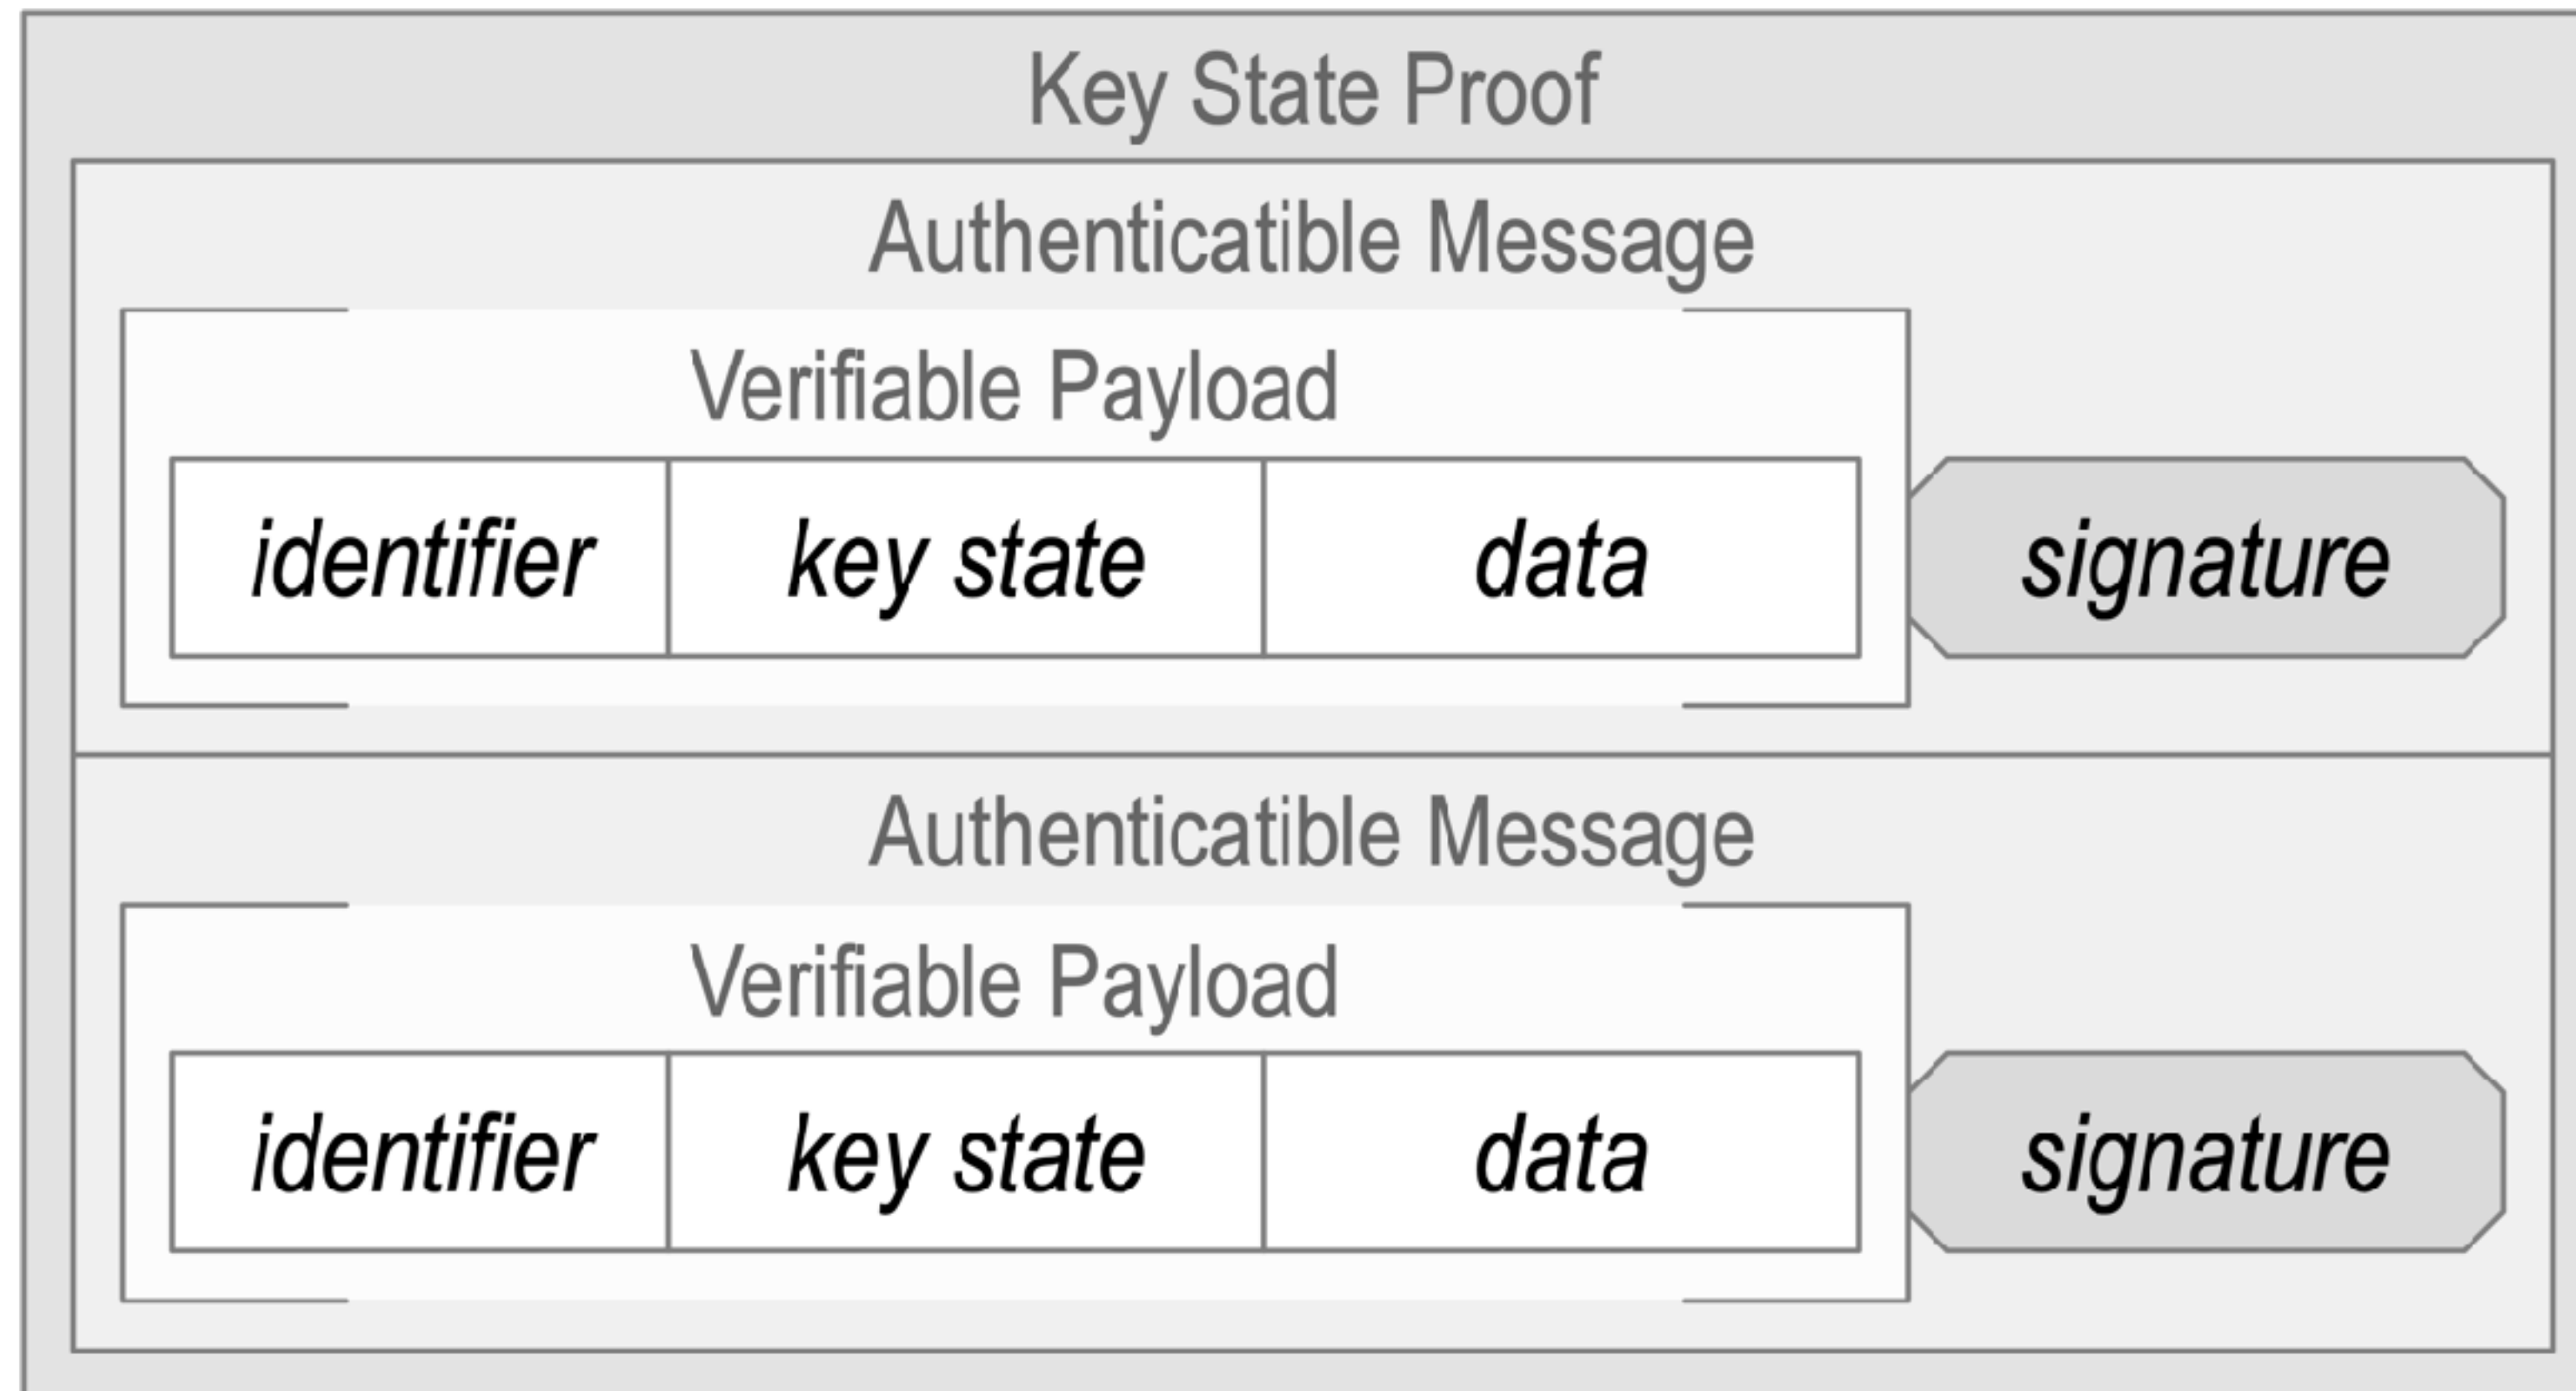 Key State Proof
Authenticatible Message
Verifiable Payload
identifier key state data signature
Authenticatible Message
Verifiable Payload
identifier key state data signature